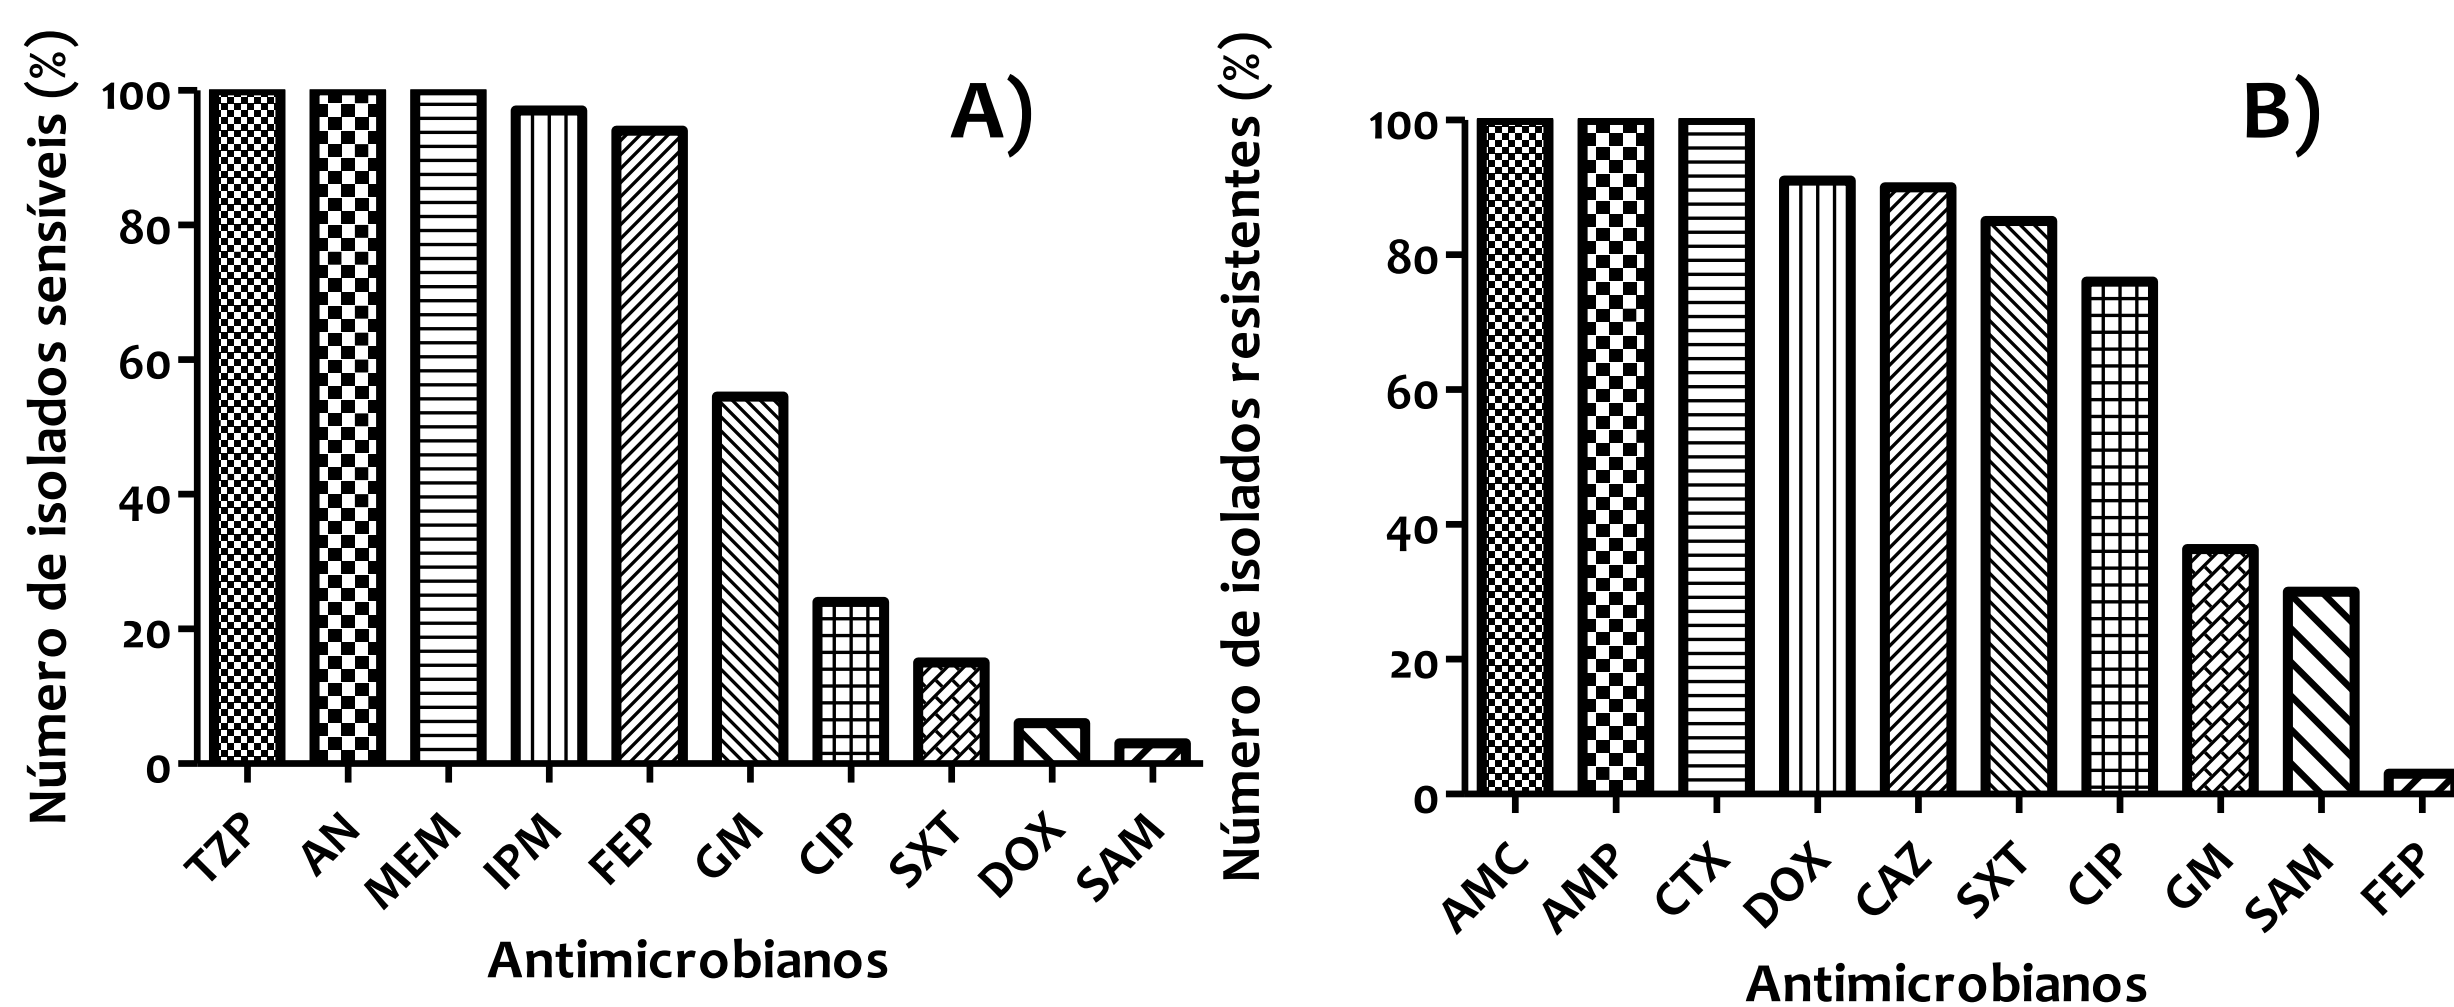 Número de isolados sensíveis (%)
A)
100
80
60
40
20
0
TZP AN MEM IPM FEP GM CIP SXT DOX SAM
Antimicrobianos
Número de isolados resistentes (%)
B)
100
80
60
40
20
0
AMC AMP CTX DOX CAZ SXT CIP GM SAM FEP
Antimicrobianos